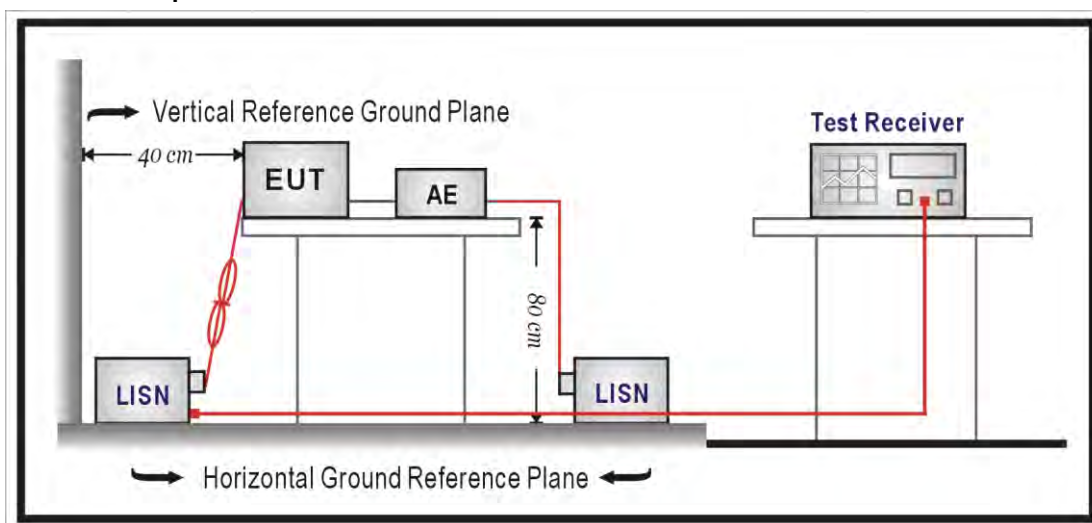 Vertical Reference Ground Plane
Test Receiver
40 cm
EUT
AE
80 cm
LISN
LISN
Horizontal Ground Reference Plane